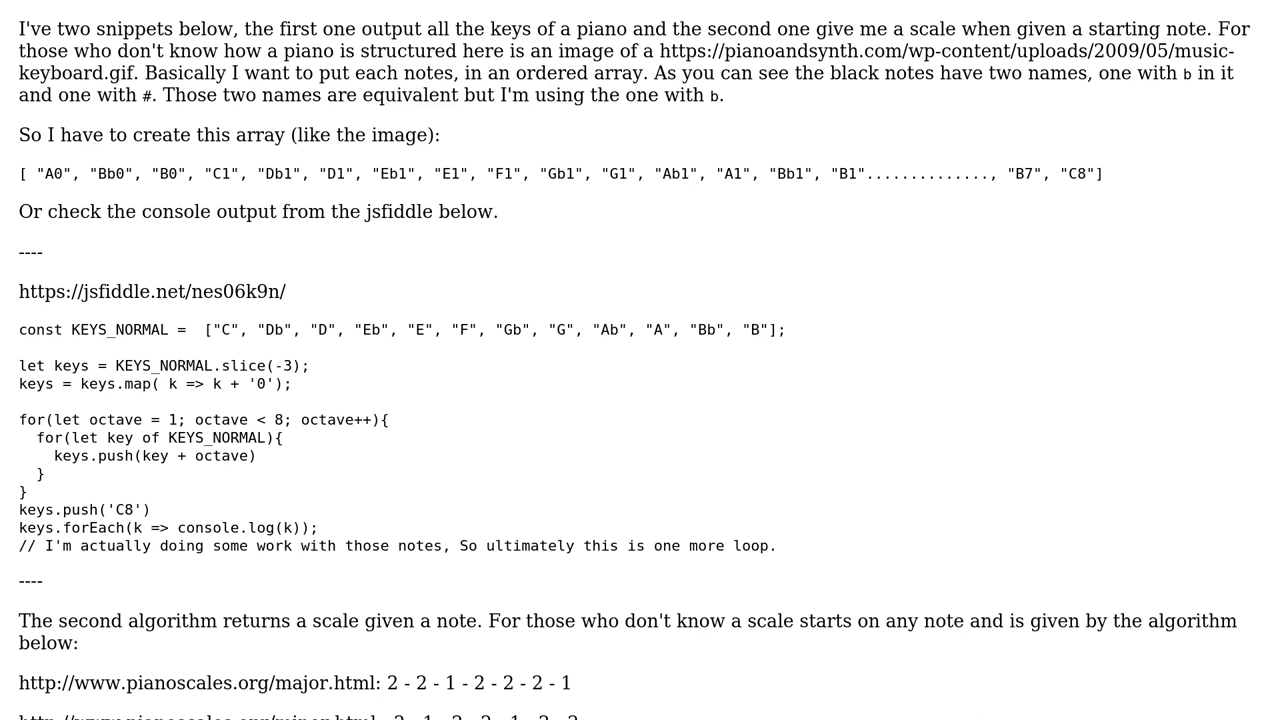 I've two snippets below, the first one output all the keys of a piano and the second one give me a scale when given a starting note. For
those who don't know how a piano is structured here is an image of a https://pianoandsynth.com/wp-content/uploads/2009/05/music-
keyboard.gif. Basically I want to put each notes, in an ordered array. As you can see the black notes have two names, one with b in it
and one with #. Those two names are equivalent but I'm using the one with b.
So I have to create this array (like the image):
[ "A0", "Bb0", "B0", "C1", "Db1", "D1", "Eb1", "E1", "F1", "Gb1", "G1", "Ab1", "A1", "Bb1", "B1".............., "B7", "C8"]
Or check the console output from the jsfiddle below.
----
https://jsfiddle.net/nes06k9n/
const KEYS_NORMAL =  ["C", "Db", "D", "Eb", "E", "F", "Gb", "G", "Ab", "A", "Bb", "B"];
let keys = KEYS_NORMAL.slice(-3);
keys = keys.map( k => k + '0');
for(let octave = 1; octave < 8; octave++){
  for(let key of KEYS_NORMAL){
    keys.push(key + octave)
  }
}
keys.push('C8')
keys.forEach(k => console.log(k));
// I'm actually doing some work with those notes, So ultimately this is one more loop.
----
The second algorithm returns a scale given a note. For those who don't know a scale starts on any note and is given by the algorithm
below:
http://www.pianoscales.org/major.html: 2 - 2 - 1 - 2 - 2 - 2 - 1